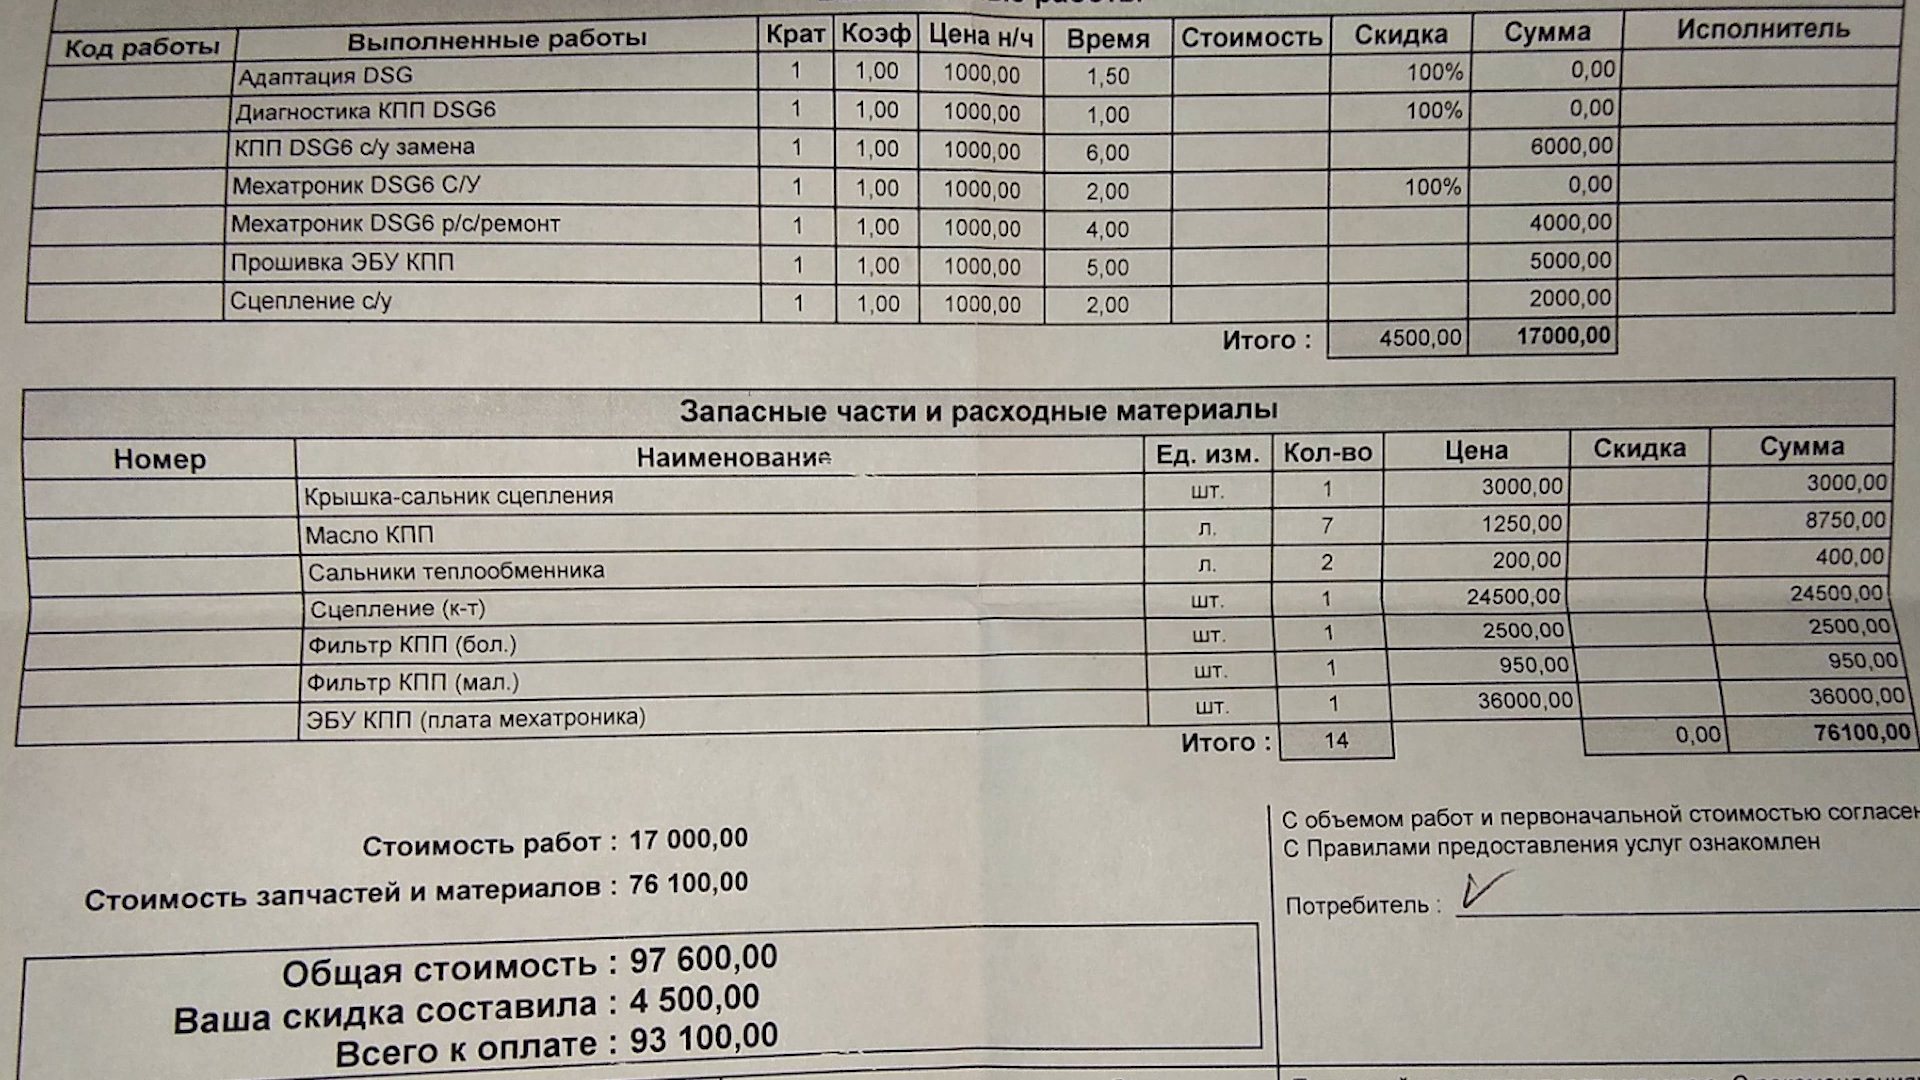 Код работы Выполненные работы Крат Коэф Цена н/ч Время Стоимость Скидка Сумма Исполнитель
Адаптация DSG 1 1,00 1000,00 1,50 100% 0,00
Диагностика КПП DSG6 1 1,00 1000,00 1,00 100% 0,00
КПП DSG6 с/у замена 1 1,00 1000,00 6,00 6000,00
Мехатроник DSG6 С/У 1 1,00 1000,00 2,00 100% 0,00
Мехатроник DSG6 р/с/ремонт 1 1,00 1000,00 4,00 4000,00
Прошивка ЭБУ КПП 1 1,00 1000,00 5,00 5000,00
Сцепление с/у 1 1,00 1000,00 2,00 2000,00
Итого : 4500,00 17000,00
Запасные части и расходные материалы
Номер Наименование Ед. изм. Кол-во Цена Скидка Сумма
Крышка-сальник сцепления шт. 1 3000,00 3000,00
Масло КПП л. 7 1250,00 8750,00
Сальники теплообменника л. 2 200,00 400,00
Сцепление (к-т) шт. 1 24500,00 24500,00
Фильтр КПП (бол.) шт. 1 2500,00 2500,00
Фильтр КПП (мал.) шт. 1 950,00 950,00
ЭБУ КПП (плата мехатроника) шт. 1 36000,00 36000,00
Итого : 14 0,00 76100,00
Стоимость работ : 17 000,00
Стоимость запчастей и материалов : 76 100,00
Общая стоимость : 97 600,00
Ваша скидка составила : 4 500,00
Всего к оплате : 93 100,00
С объемом работ и первоначальной стоимостью согласен
С Правилами предоставления услуг ознакомлен
Потребитель :